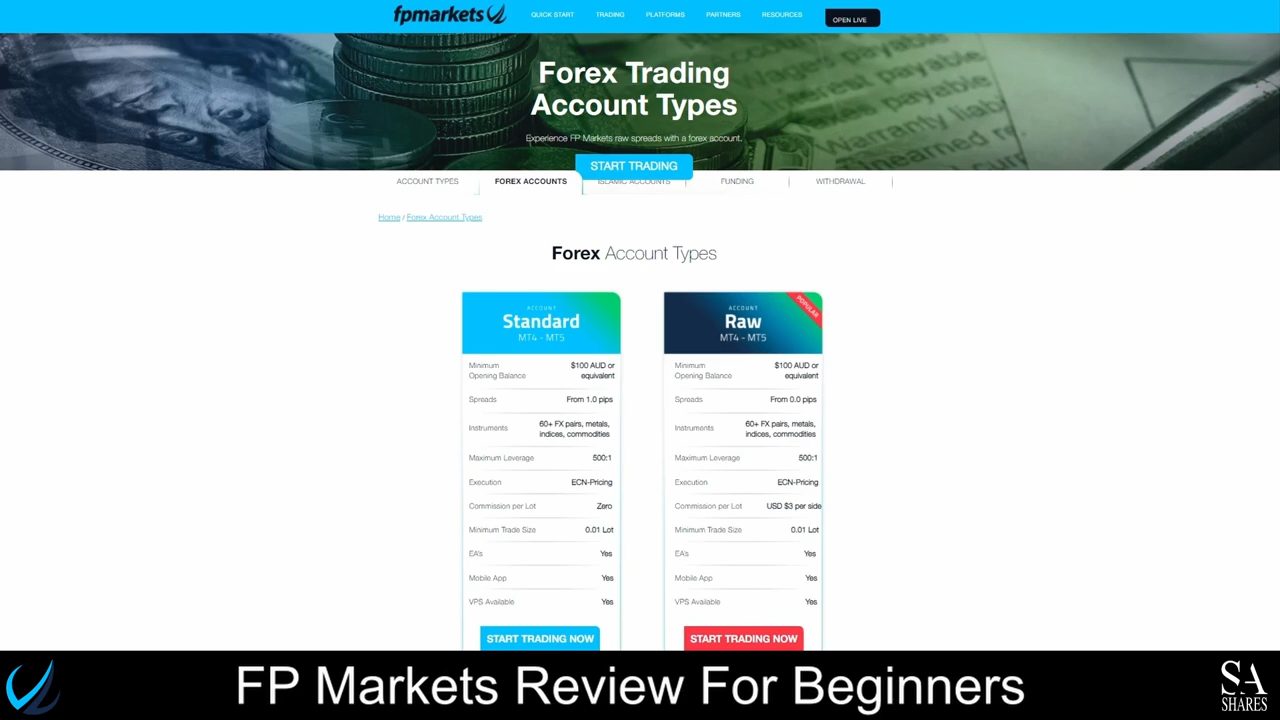 fpmarkets
QUICK START
TRADING
PLATFORMS
PARTNERS
RESOURCES
OPEN LIVE
Forex Trading
Account Types
Experience FP Markets raw spreads with a forex account.
START TRADING
ACCOUNT TYPES
FOREX ACCOUNTS
ISLAMIC ACCOUNTS
FUNDING
WITHDRAWAL
Home / Forex Account Types
Forex Account Types
ACCOUNT
Standard
MT4 - MT5
Minimum
Opening Balance
$100 AUD or
equivalent
Spreads
From 1.0 pips
Instruments
60+ FX pairs, metals,
indices, commodities
Maximum Leverage
500:1
Execution
ECN-Pricing
Commission per Lot
Zero
Minimum Trade Size
0.01 Lot
EA's
Yes
Mobile App
Yes
VPS Available
Yes
START TRADING NOW
ACCOUNT
Raw
MT4 - MT5
POPULAR
Minimum
Opening Balance
$100 AUD or
equivalent
Spreads
From 0.0 pips
Instruments
60+ FX pairs, metals,
indices, commodities
Maximum Leverage
500:1
Execution
ECN-Pricing
Commission per Lot
USD $3 per side
Minimum Trade Size
0.01 Lot
EA's
Yes
Mobile App
Yes
VPS Available
Yes
START TRADING NOW
FP Markets Review For Beginners
SA
SHARES